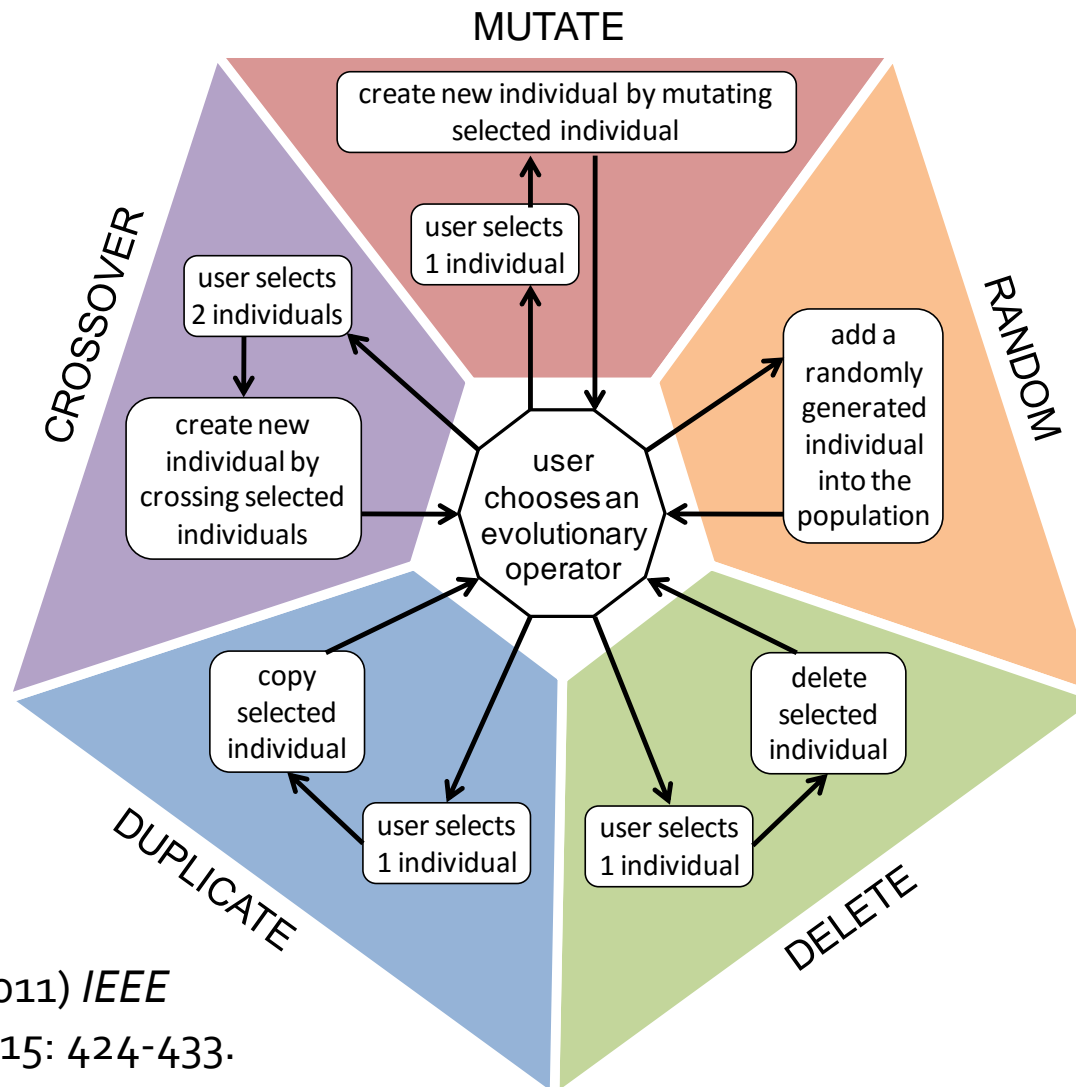 MUTATE
create new individual by mutating
selected individual
user selects
1 individual
CROSSOVER
user selects
2 individuals
create new
individual by
crossing selected
individuals
RANDOM
add a
randomly
generated
individual
into the
population
user
chooses an
evolutionary
operator
DUPLICATE
copy
selected
individual
user selects
1 individual
DELETE
delete
selected
individual
user selects
1 individual
011) IEEE
15: 424-433.